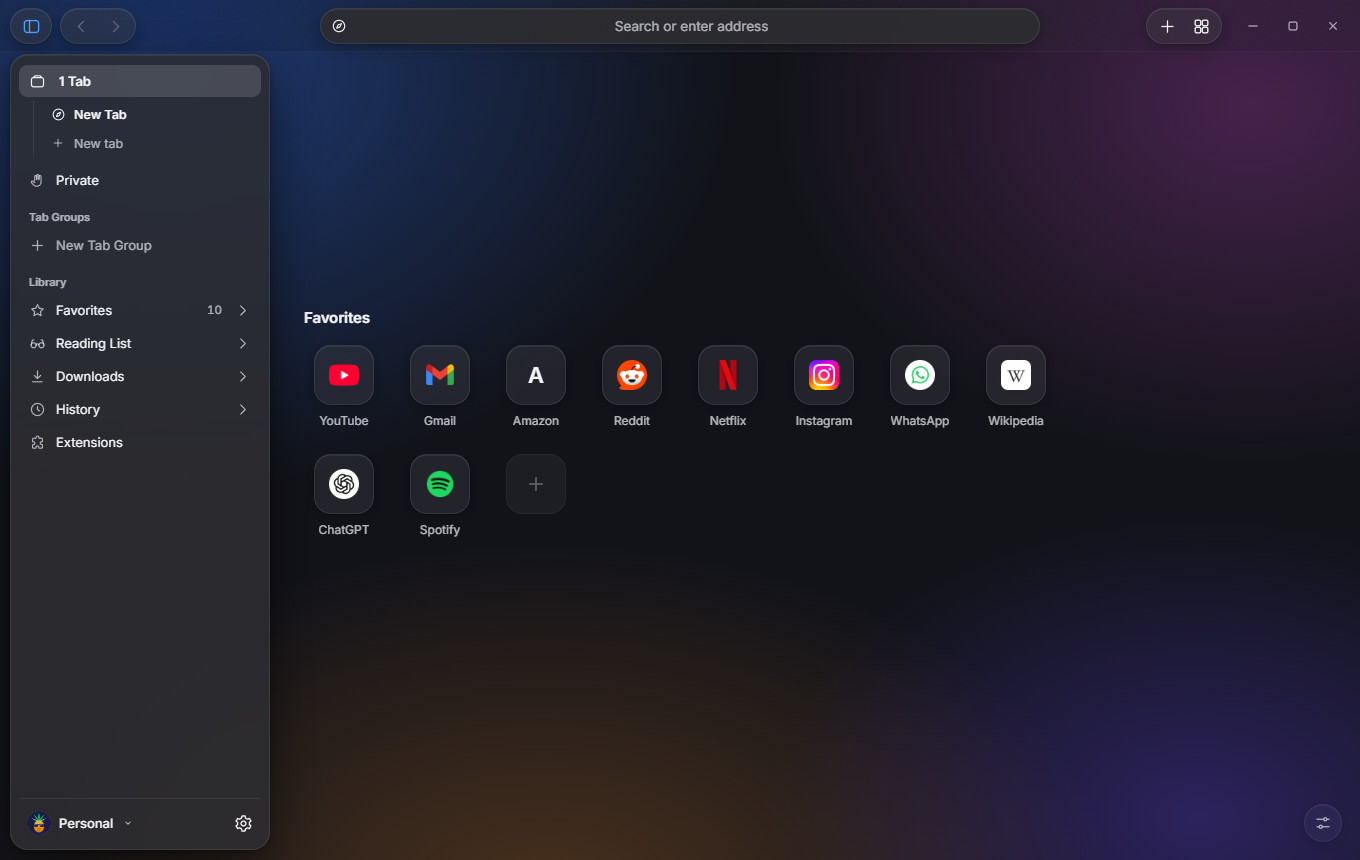 Search or enter address
1 Tab
New Tab
New tab
Private
Tab Groups
New Tab Group
Library
Favorites 10
Reading List
Downloads
History
Extensions
Personal
Favorites
YouTube Gmail Amazon Reddit Netflix Instagram WhatsApp Wikipedia
ChatGPT Spotify